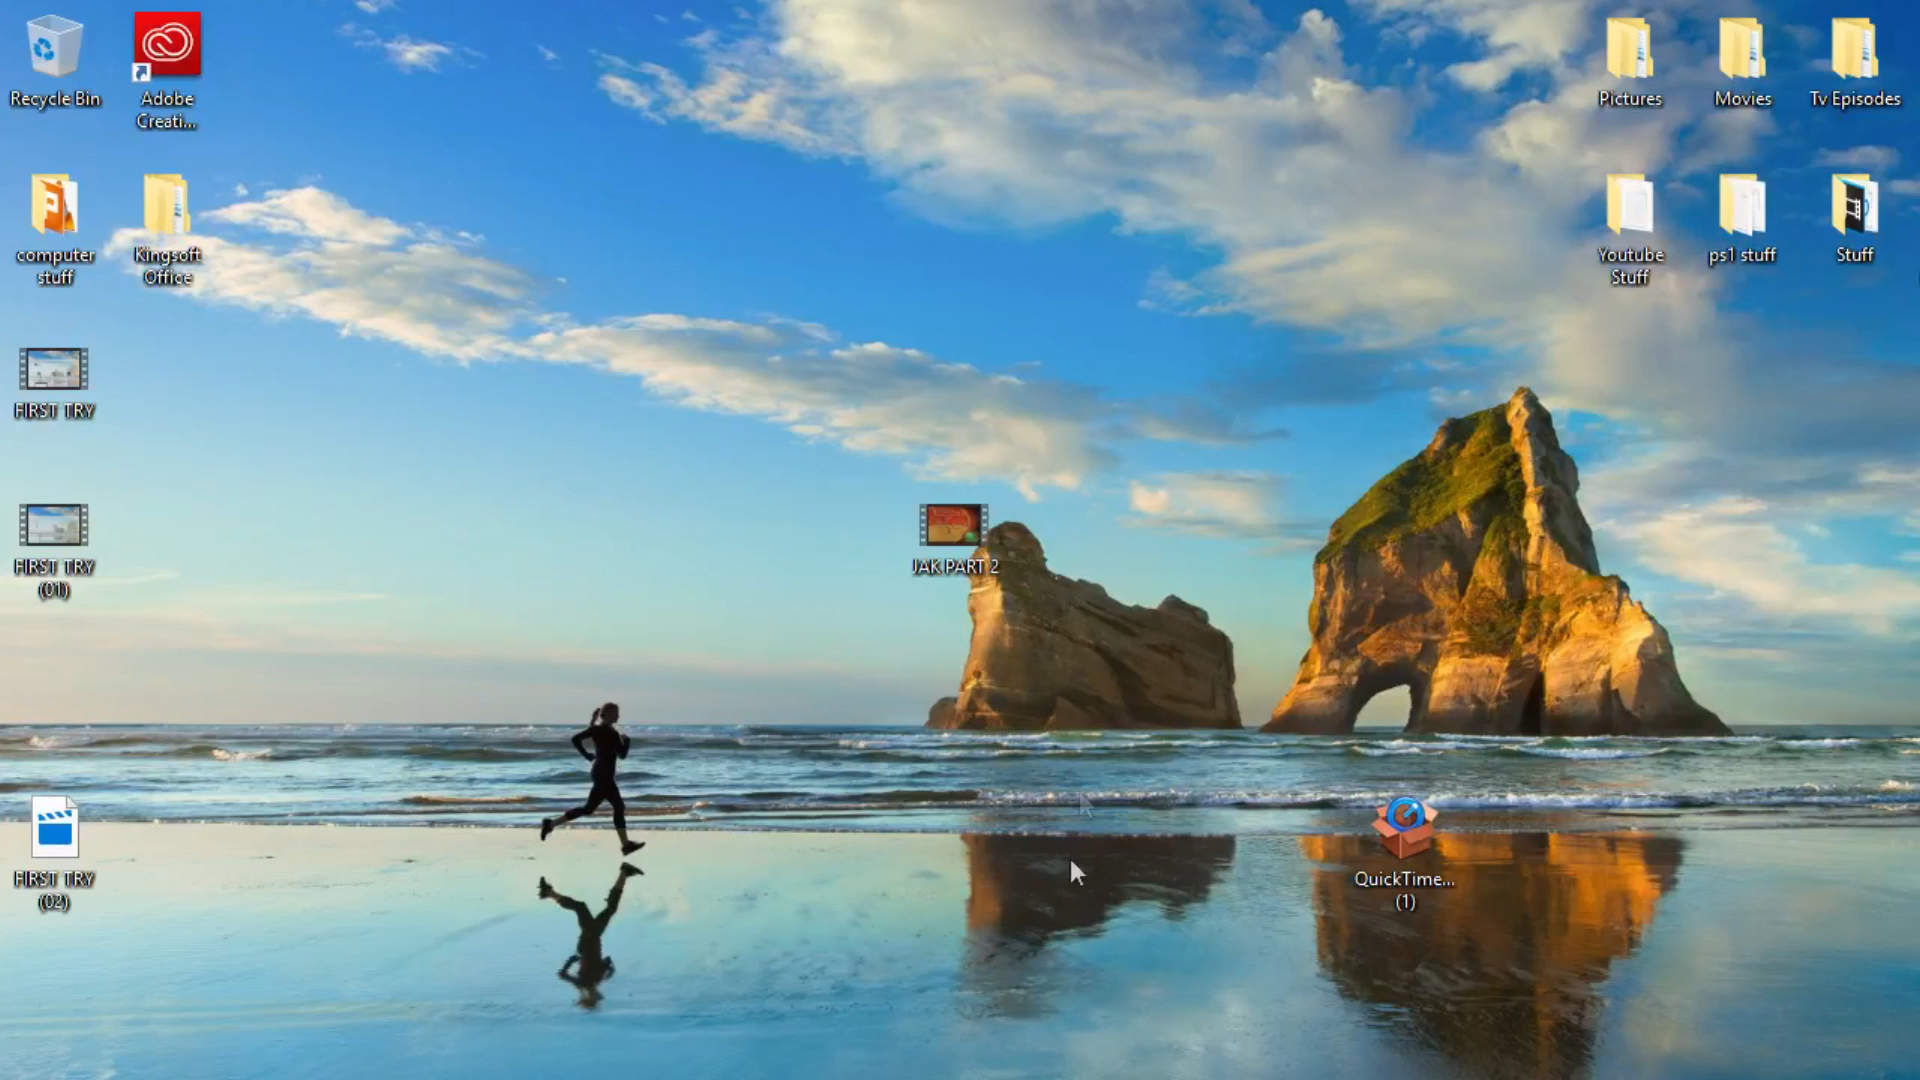 Recycle Bin
Adobe
Creati...
Pictures
Movies
Tv Episodes
computer
stuff
Kingsoft
Office
Youtube
Stuff
ps1 stuff
Stuff
FIRST TRY
FIRST TRY
(01)
JAK PART 2
FIRST TRY
(02)
QuickTime...
(1)